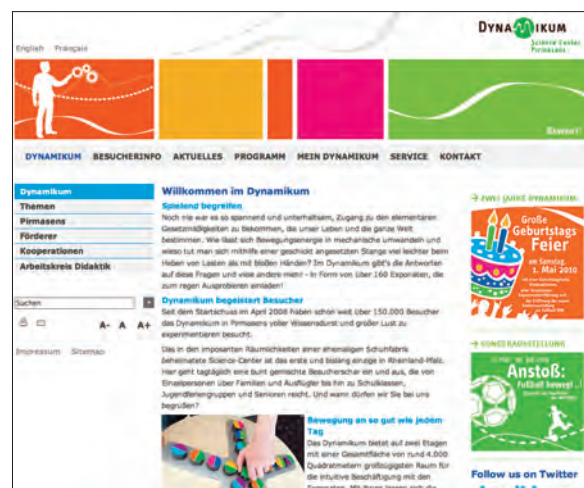 DYNAMIKUM
Science Center
Pirmasens
English Français
Bewegt!
DYNAMIKUM BESUCHERINFO AKTUELLES PROGRAMM MEIN DYNAMIKUM SERVICE KONTAKT
Dynamikum
Themen
Pirmasens
Förderer
Kooperationen
Arbeitskreis Didaktik
Suchen
A- A A+
Impressum Sitemap
Willkommen im Dynamikum
Spielend begreifen
Noch nie war es so spannend und unterhaltsam, Zugang zu den elementaren
Gesetzmäßigkeiten zu bekommen, die unser Leben und die ganze Welt
bestimmen. Wie lässt sich Bewegungsenergie in mechanische umwandeln und
wieso tut man sich mithilfe einer geschickt angesetzten Stange viel leichter beim
Heben von Lasten als mit bloßen Händen? Im Dynamikum gibt's die Antworten
auf diese Fragen und viele andere mehr - in Form von über 160 Exponaten, die
zum regen Ausprobieren einladen!
Dynamikum begeistert Besucher
Seit dem Startschuss im April 2008 haben schon weit über 150.000 Besucher
das Dynamikum in Pirmasens voller Wissensdurst und großer Lust zu
experimentieren besucht.
Das in den imposanten Räumlichkeiten einer ehemaligen Schuhfabrik
beheimatete Science-Center ist das erste und bislang einzige in Rheinland-Pfalz.
Hier geht tagtäglich eine bunt gemischte Besucherschar ein und aus, die von
Einzelpersonen über Familien und Ausflügler bis hin zu Schulklassen,
Jugendferiengruppen und Senioren reicht. Und wann dürfen wir Sie bei uns
begrüßen?
Bewegung an so gut wie jedem
Tag
Das Dynamikum bietet auf zwei Etagen
mit einer Gesamtfläche von rund 4.000
Quadratmetern großzügigsten Raum für
die intuitive Beschäftigung mit den
ZWEI JAHRE DYNAMIKUM
Große
Geburtstags
Feier
am Samstag
1. Mai 2010
SONDERAUSSTELLUNG
Anstoß:
Fußball bewegt!
Follow us on Twitter